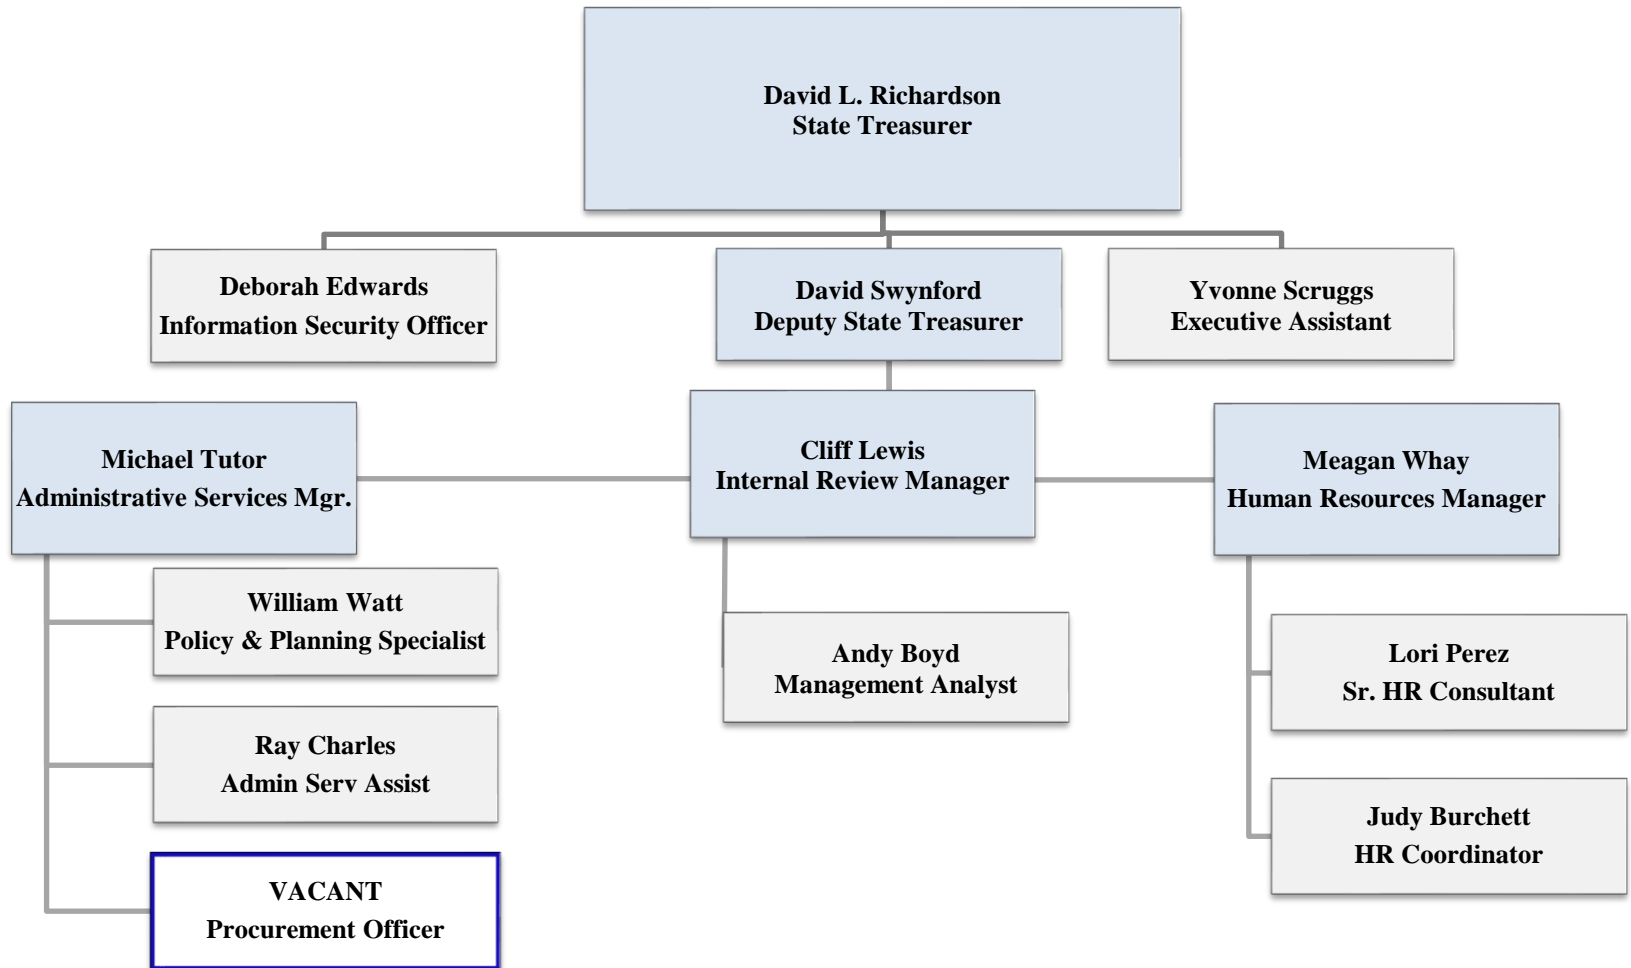 David L. Richardson
State Treasurer
Deborah Edwards
Information Security Officer
David Swynford
Deputy State Treasurer
Yvonne Scruggs
Executive Assistant
Michael Tutor
Administrative Services Mgr.
Cliff Lewis
Internal Review Manager
Meagan Whay
Human Resources Manager
William Watt
Policy & Planning Specialist
Ray Charles
Admin Serv Assist
VACANT
Procurement Officer
Andy Boyd
Management Analyst
Lori Perez
Sr. HR Consultant
Judy Burchett
HR Coordinator